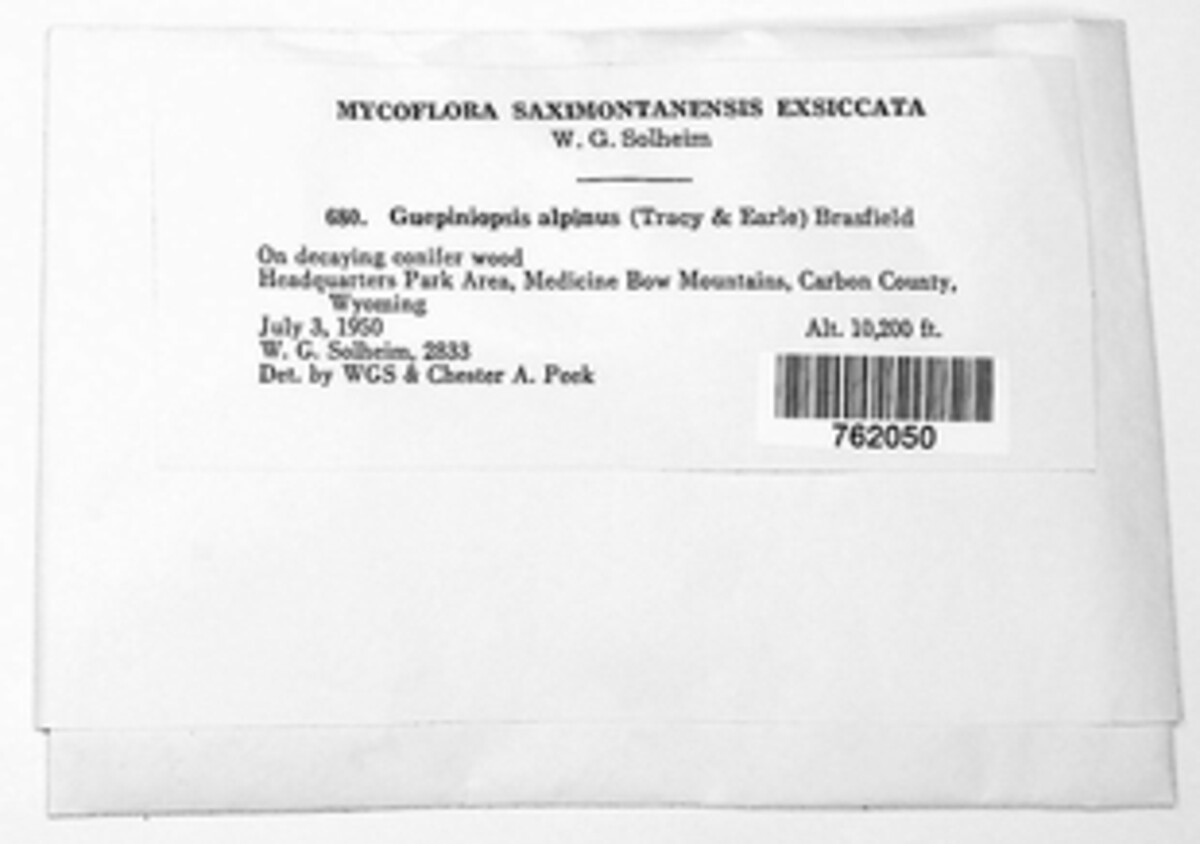 MYCOFLORA SAXIMONTANENSIS EXSICCATA
W. G. Solheim
680. Guepiniopsis alpinus (Tracy & Earle) Brasfield
On decaying conifer wood
Headquarters Park Area, Medicine Bow Mountains, Carbon County,
Wyoming
July 3, 1950
Alt. 10,200 ft.
W. G. Solheim, 2833
Det. by WGS & Chester A. Peek
762050